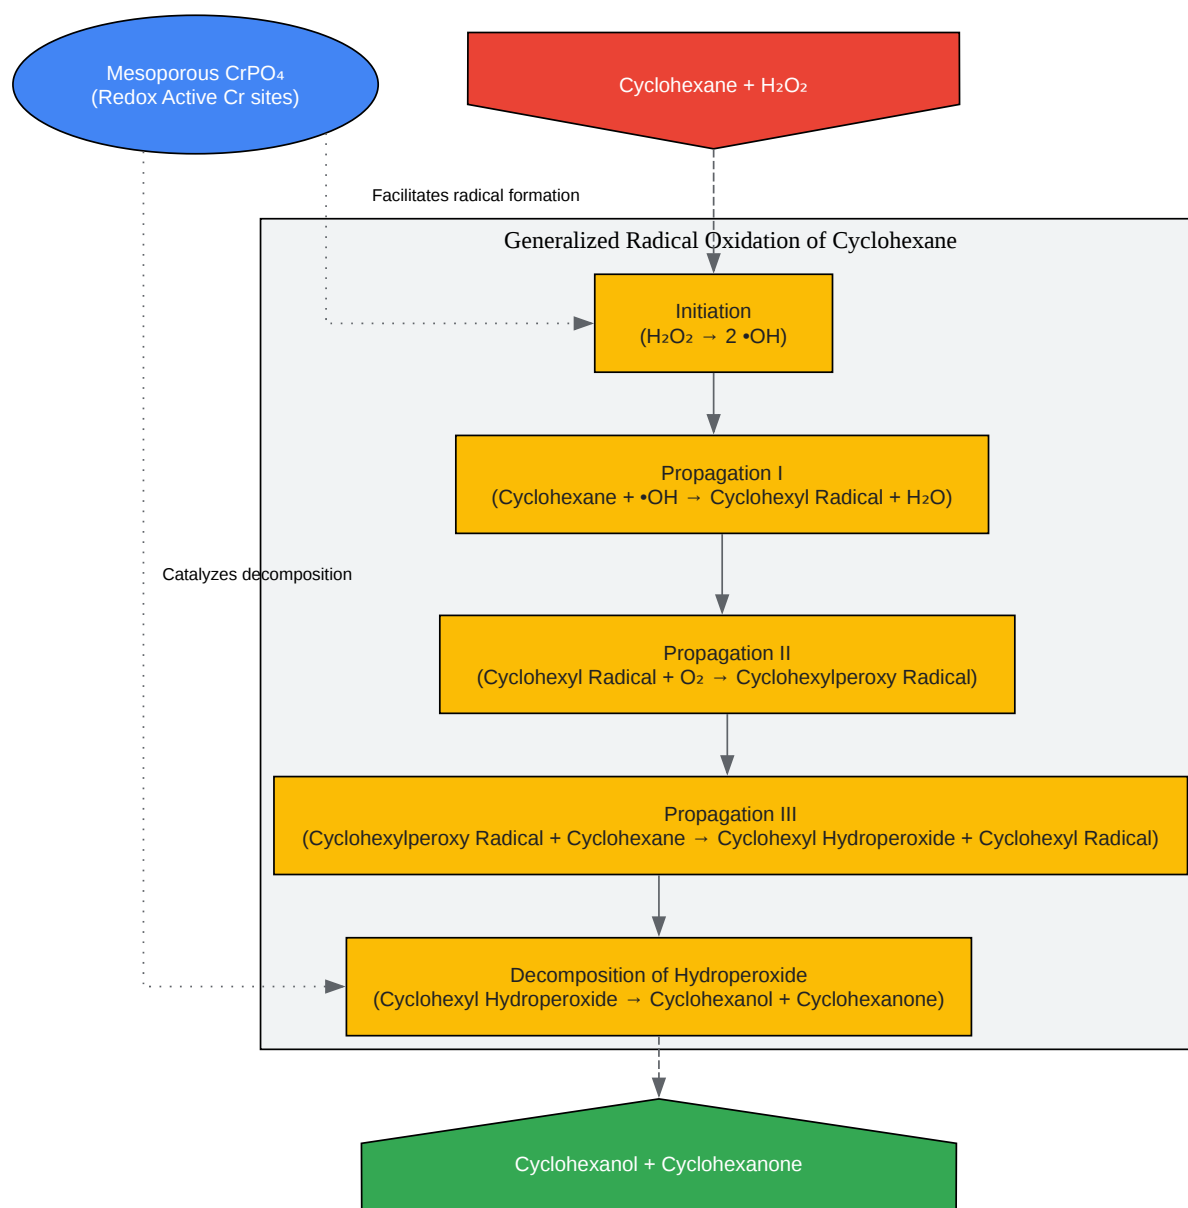 Mesoporous CrPO₄
(Redox Active Cr sites)
Cyclohexane + H₂O₂
Facilitates radical formation
Generalized Radical Oxidation of Cyclohexane
Initiation
(H₂O₂ → 2 •OH)
Propagation I
(Cyclohexane + •OH → Cyclohexyl Radical + H₂O)
Catalyzes decomposition
Propagation II
(Cyclohexyl Radical + O₂ → Cyclohexylperoxy Radical)
Propagation III
(Cyclohexylperoxy Radical + Cyclohexane → Cyclohexyl Hydroperoxide + Cyclohexyl Radical)
Decomposition of Hydroperoxide
(Cyclohexyl Hydroperoxide → Cyclohexanol + Cyclohexanone)
Cyclohexanol + Cyclohexanone